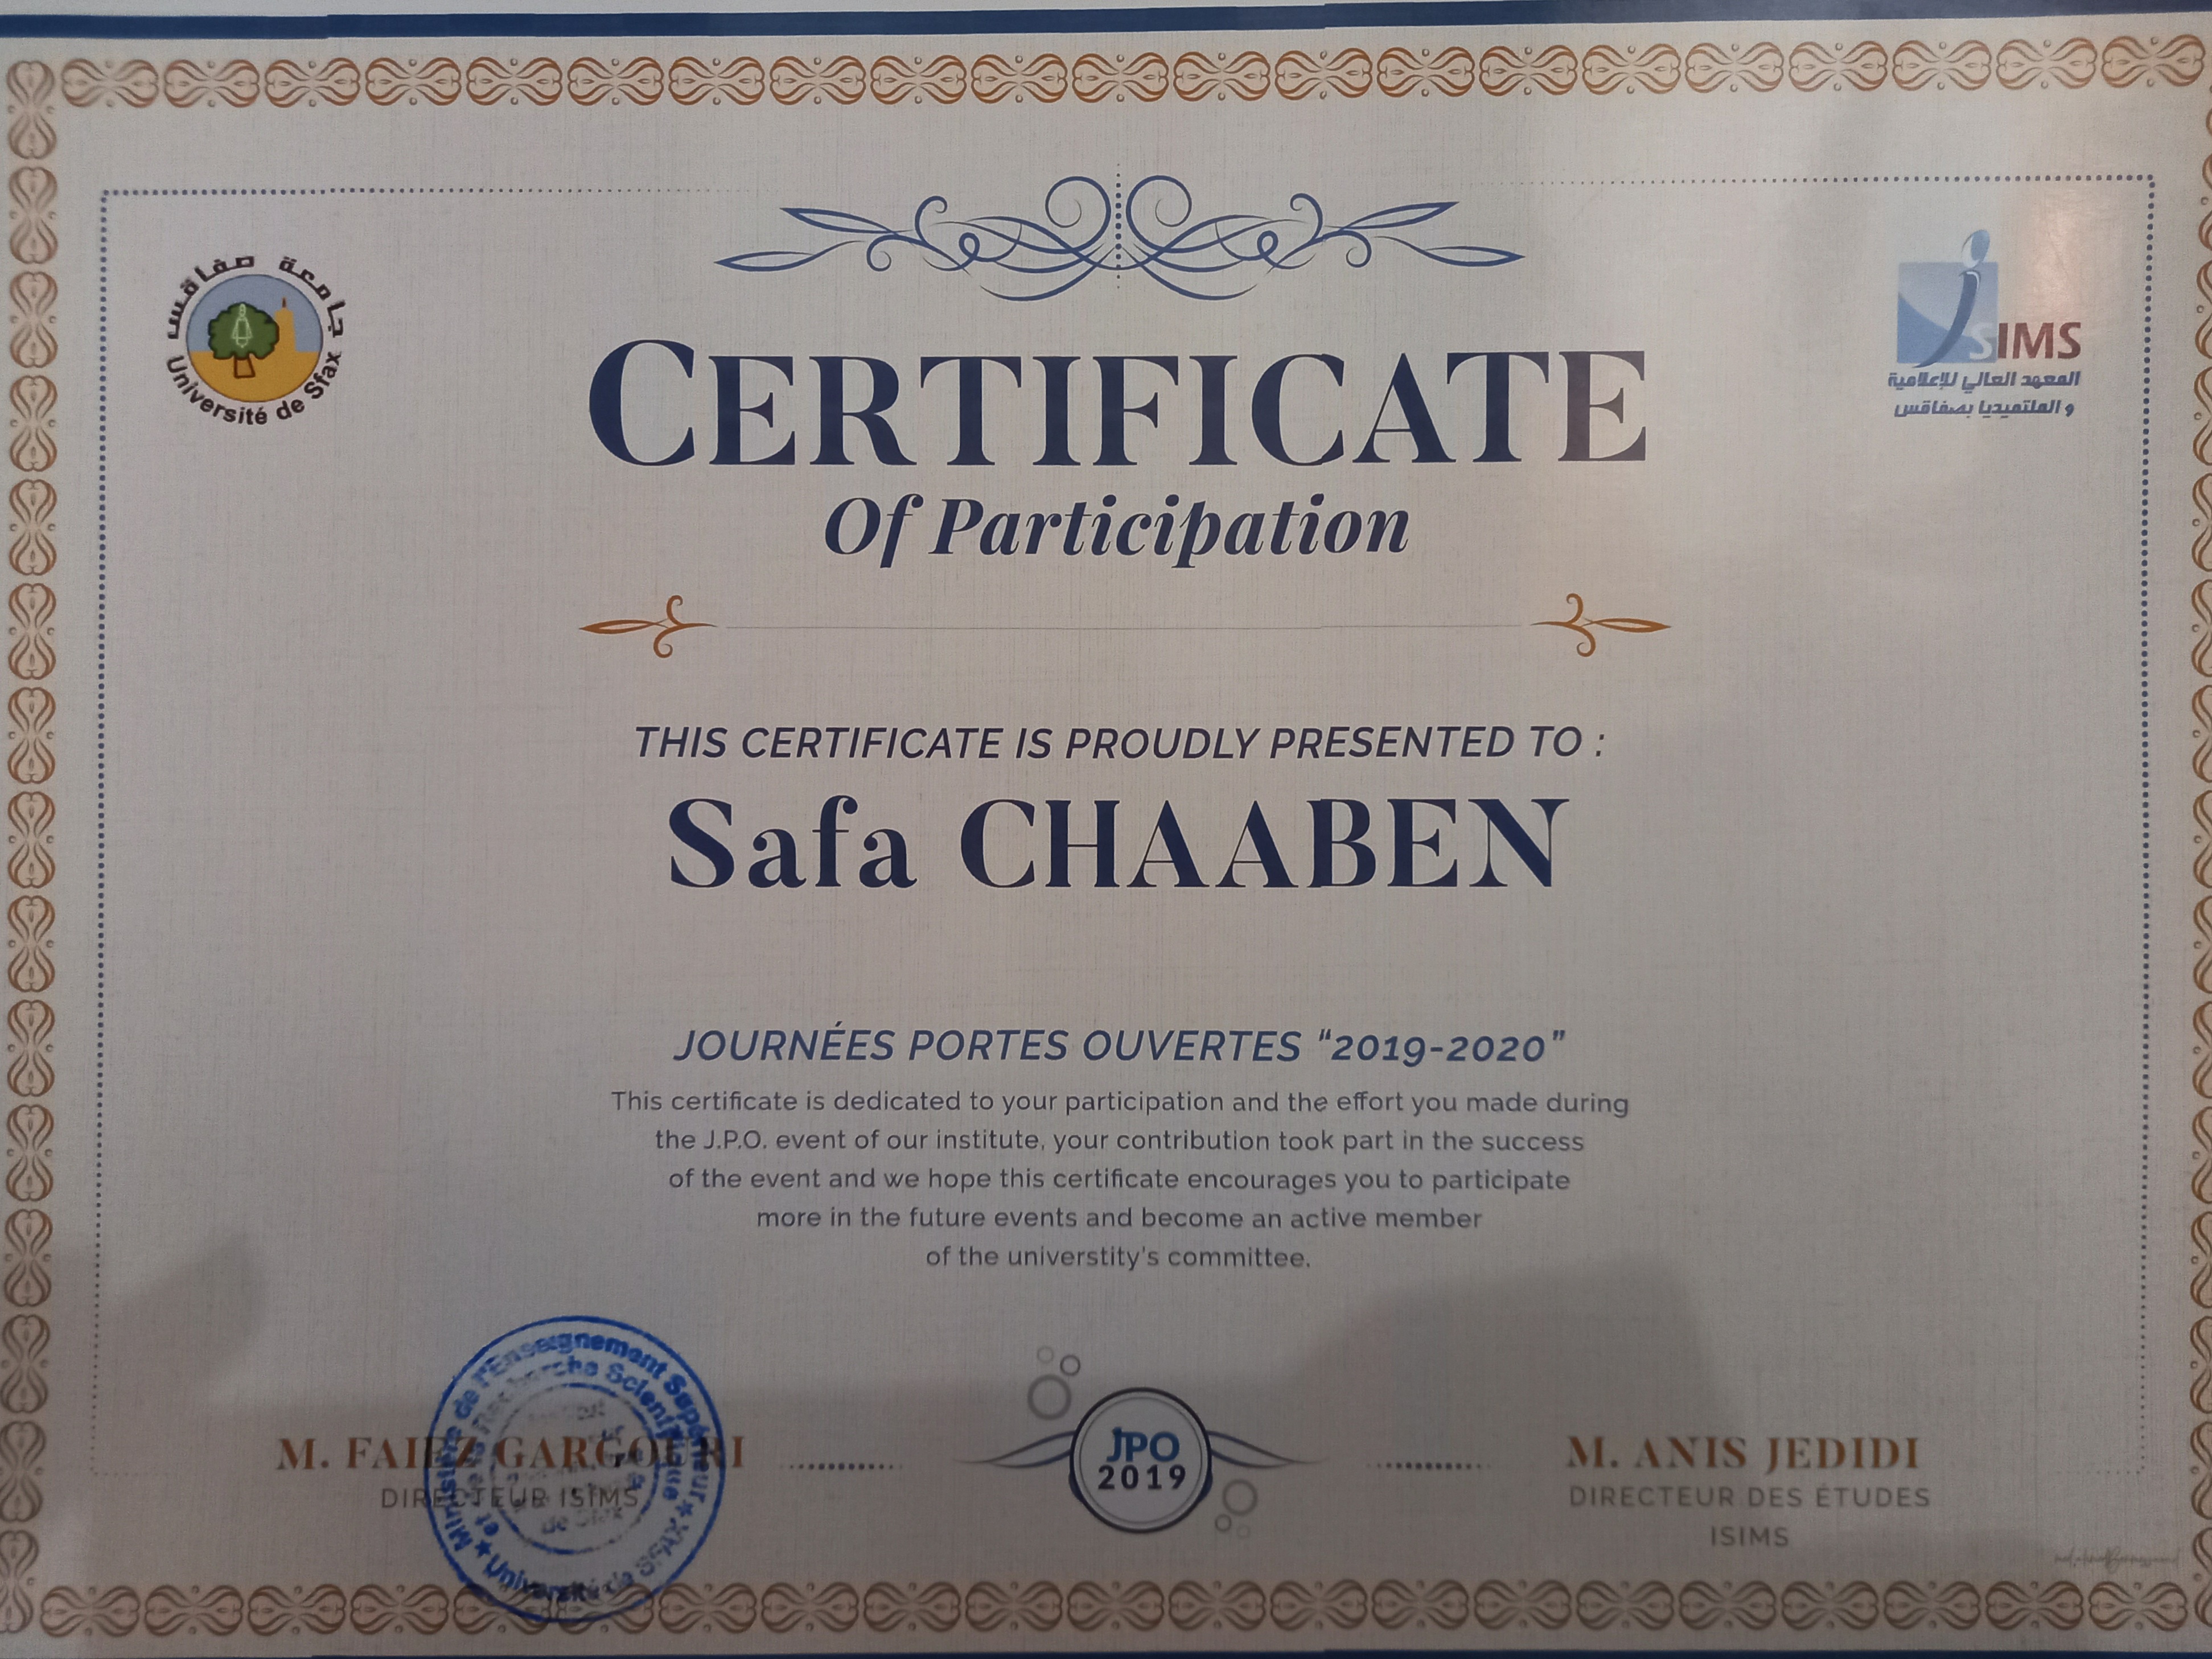 جامعة صفاقس
Université de Sfax
SIMS
المعهد العالي للإعلامية
و الملتميديا بصفاقس
CERTIFICATE
Of Participation
THIS CERTIFICATE IS PROUDLY PRESENTED TO :
Safa CHAABEN
JOURNÉES PORTES OUVERTES “2019-2020”
This certificate is dedicated to your participation and the effort you made during
the J.P.O. event of our institute, your contribution took part in the success
of the event and we hope this certificate encourages you to participate
more in the future events and become an active member
of the universtity's committee.
M. FAIEZ GARGOURI
DIRECTEUR ISIMS
Ministère de l'Enseignement Supérieur
et de la Recherche Scientifique
Université de SFAX
de Sfax
JPO
2019
M. ANIS JEDIDI
DIRECTEUR DES ÉTUDES
ISIMS